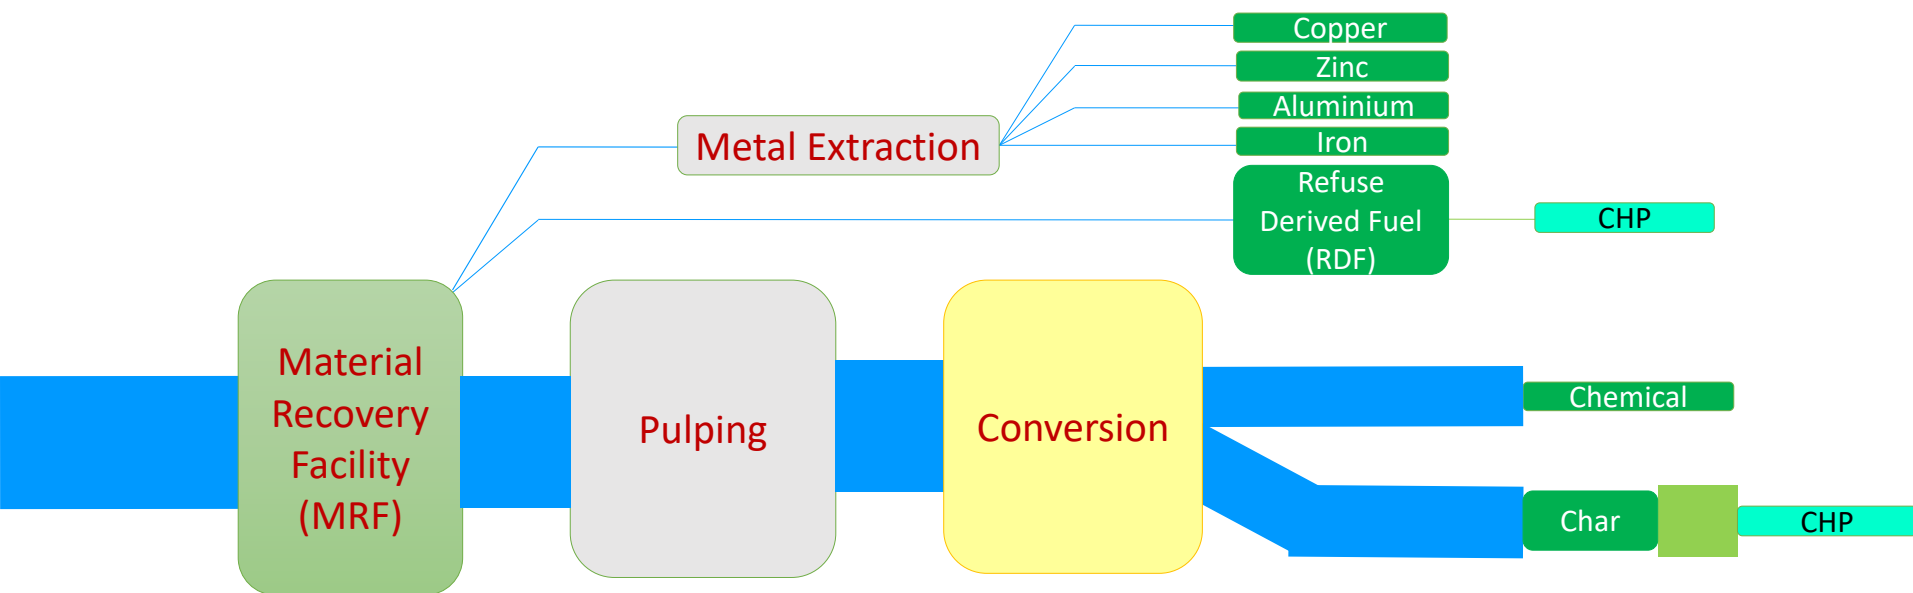 Copper
Zinc
Aluminium
Iron
Metal Extraction
Refuse
Derived Fuel
(RDF)
CHP
Material
Recovery
Facility
(MRF)
Pulping
Conversion
Chemical
Char
CHP